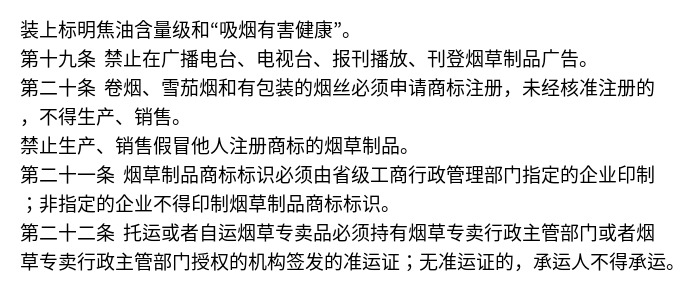 装上标明焦油含量级和“吸烟有害健康”。
第十九条 禁止在广播电台、电视台、报刊播放、刊登烟草制品广告。
第二十条 卷烟、雪茄烟和有包装的烟丝必须申请商标注册，未经核准注册的
，不得生产、销售。
禁止生产、销售假冒他人注册商标的烟草制品。
第二十一条 烟草制品商标标识必须由省级工商行政管理部门指定的企业印制
；非指定的企业不得印制烟草制品商标标识。
第二十二条 托运或者自运烟草专卖品必须持有烟草专卖行政主管部门或者烟
草专卖行政主管部门授权的机构签发的准运证；无准运证的，承运人不得承运。